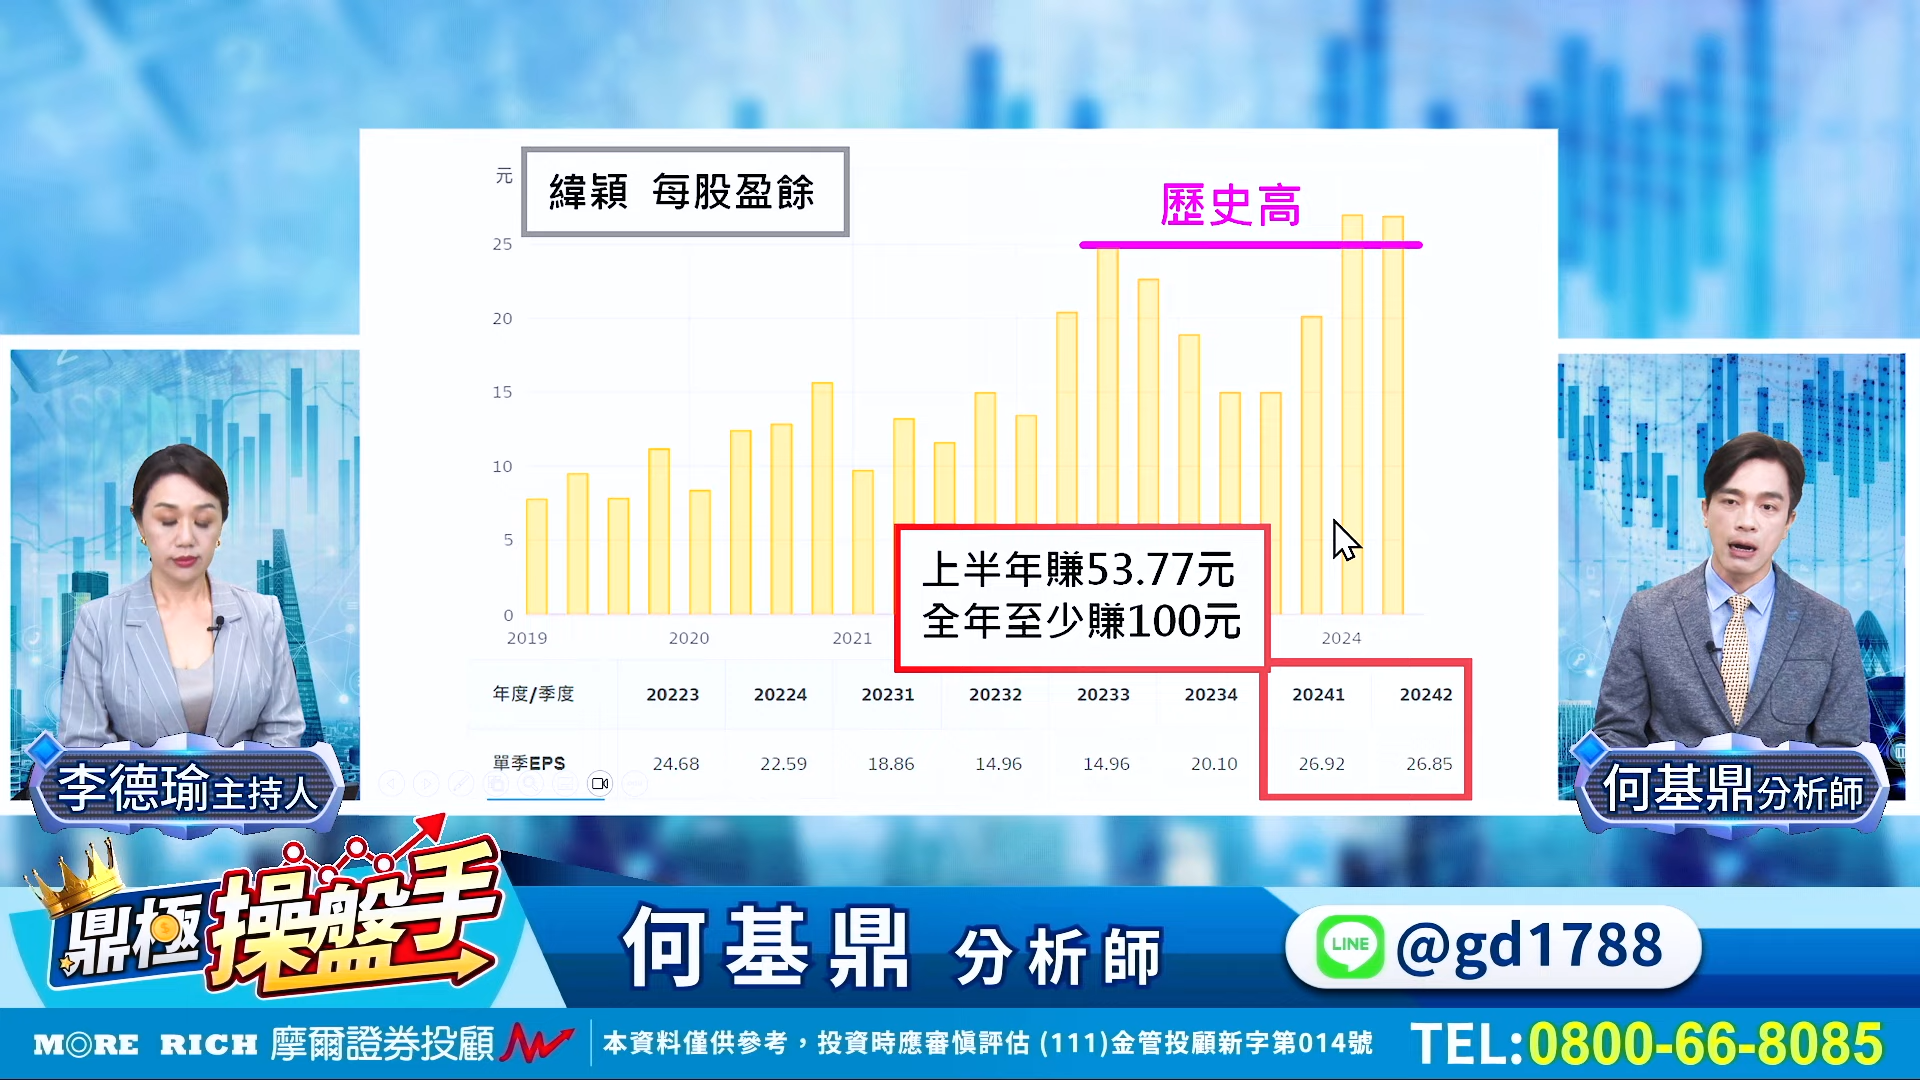 元
緯穎 每股盈餘
歷史高
25
20
15
10
5
0
2019 2020 2021 2024
上半年賺53.77元
全年至少賺100元
年度/季度 20223 20224 20231 20232 20233 20234 20241 20242
單季EPS 24.68 22.59 18.86 14.96 14.96 20.10 26.92 26.85
李德瑜主持人
何基鼎分析師
鼎極操盤手
何基鼎 分析師
LINE @gd1788
MORE RICH 摩爾證券投顧
本資料僅供參考，投資時應審慎評估 (111)金管投顧新字第014號
TEL:0800-66-8085